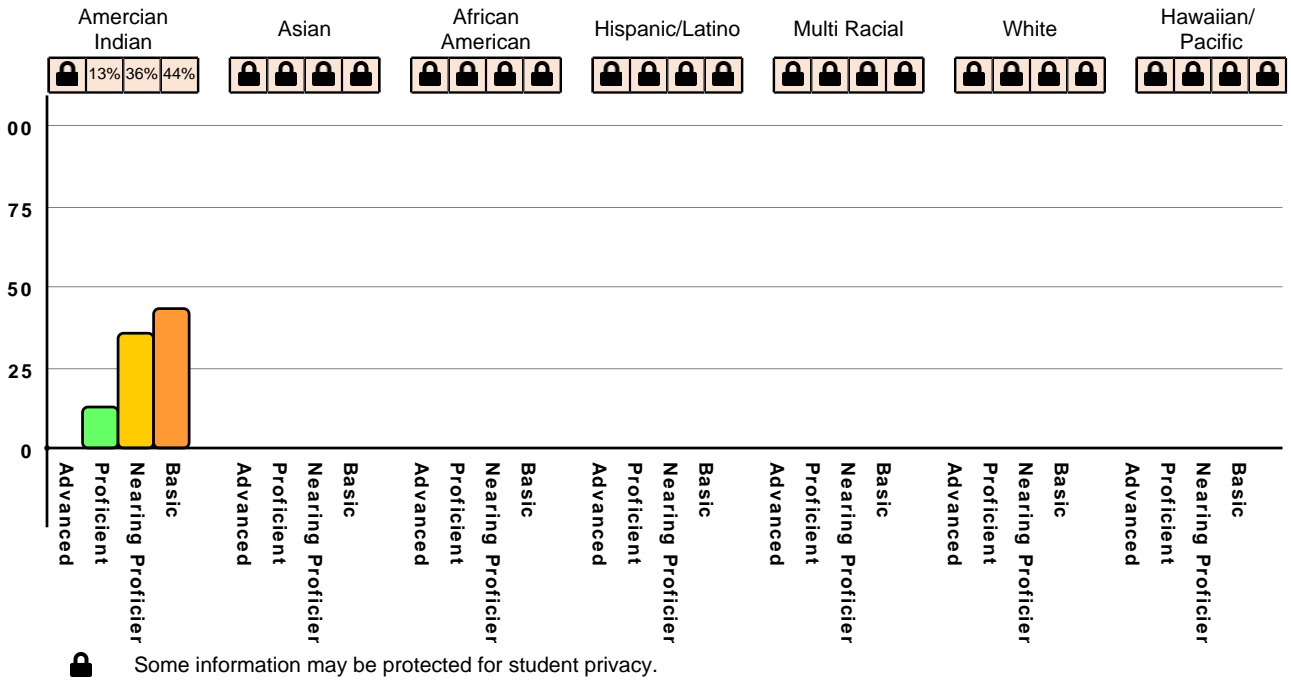 Amercian
Indian
Asian
African
American
Hispanic/Latino
Multi Racial
White
Hawaiian/
Pacific
13% 36% 44%
00
75
50
25
0
Advanced
Proficient
Nearing Proficier
Basic
Advanced
Proficient
Nearing Proficier
Basic
Advanced
Proficient
Nearing Proficier
Basic
Advanced
Proficient
Nearing Proficier
Basic
Advanced
Proficient
Nearing Proficier
Basic
Advanced
Proficient
Nearing Proficier
Basic
Advanced
Proficient
Nearing Proficier
Basic
Some information may be protected for student privacy.